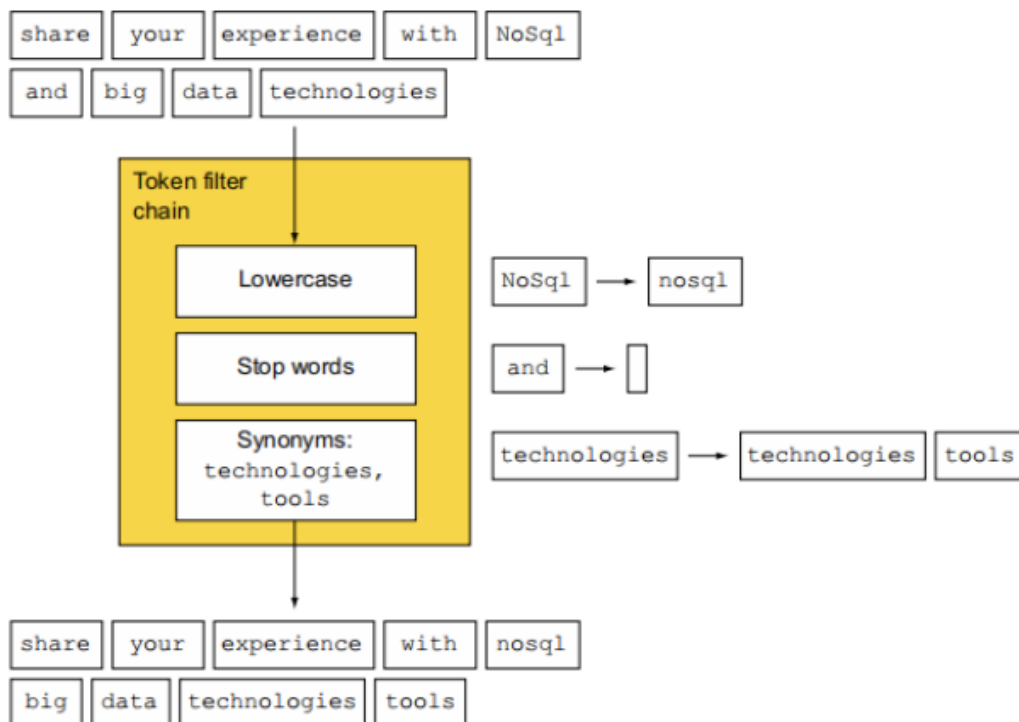 share your experience with NoSql
and big data technologies
Token filter
chain
Lowercase
NoSql nosql
Stop words
and
Synonyms:
technologies,
tools
technologies technologies tools
share your experience with nosql
big data technologies tools